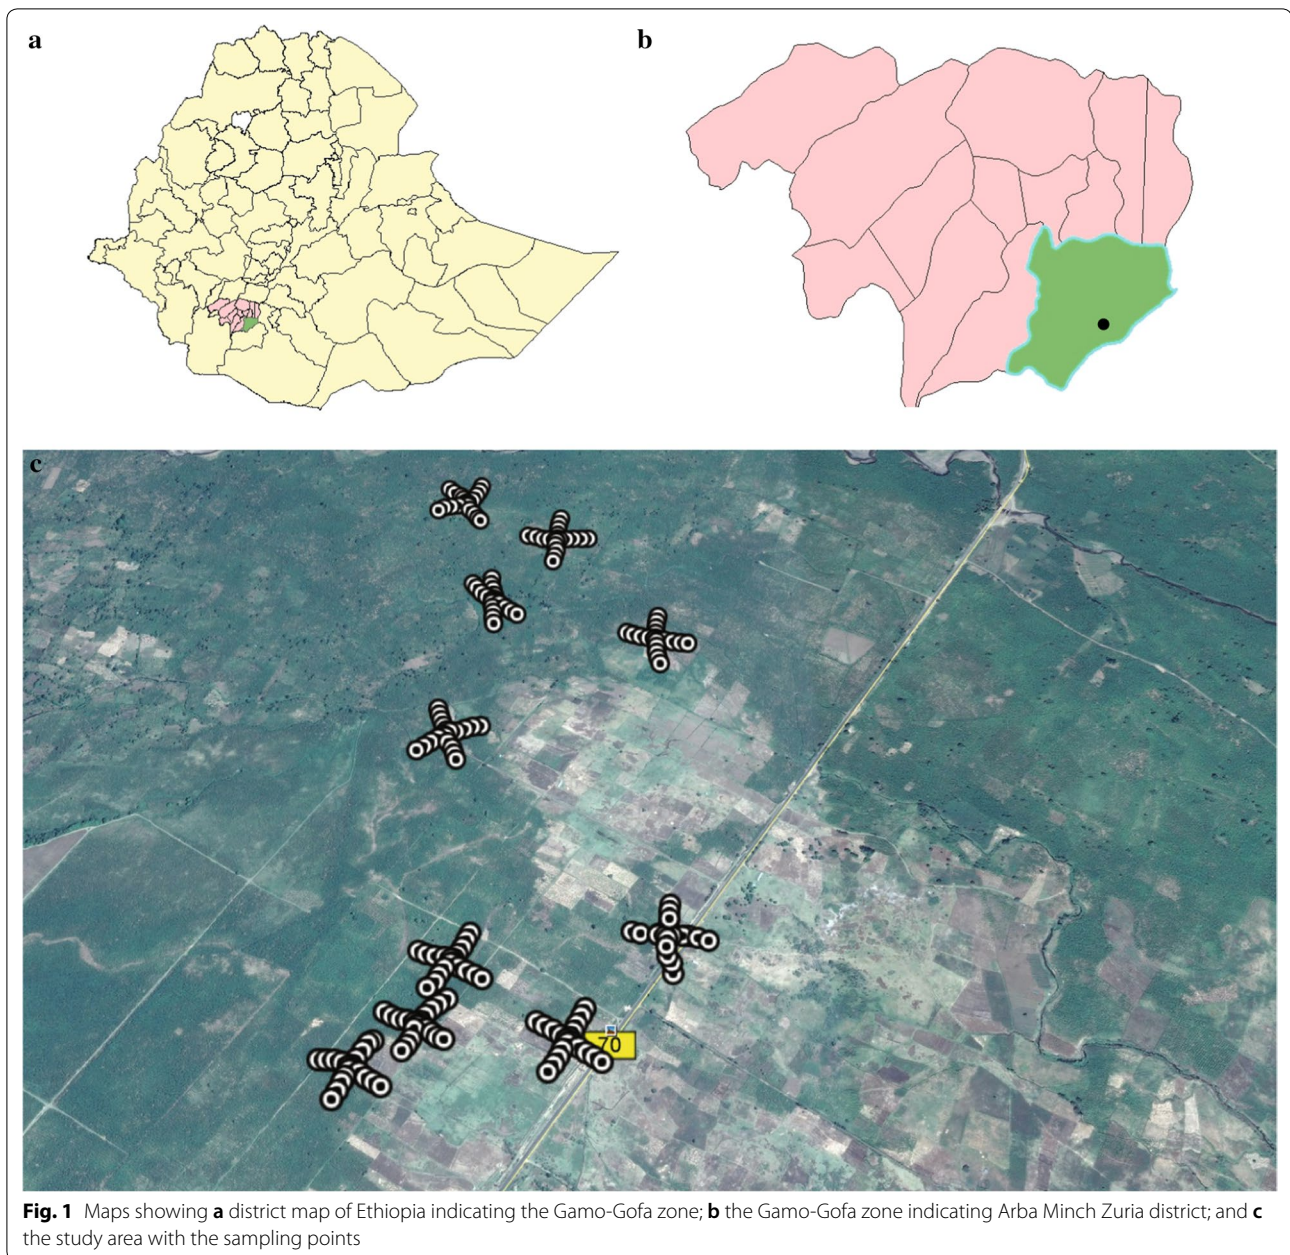 a
b
c
70
Fig. 1 Maps showing a district map of Ethiopia indicating the Gamo-Gofa zone; b the Gamo-Gofa zone indicating Arba Minch Zuria district; and c
the study area with the sampling points